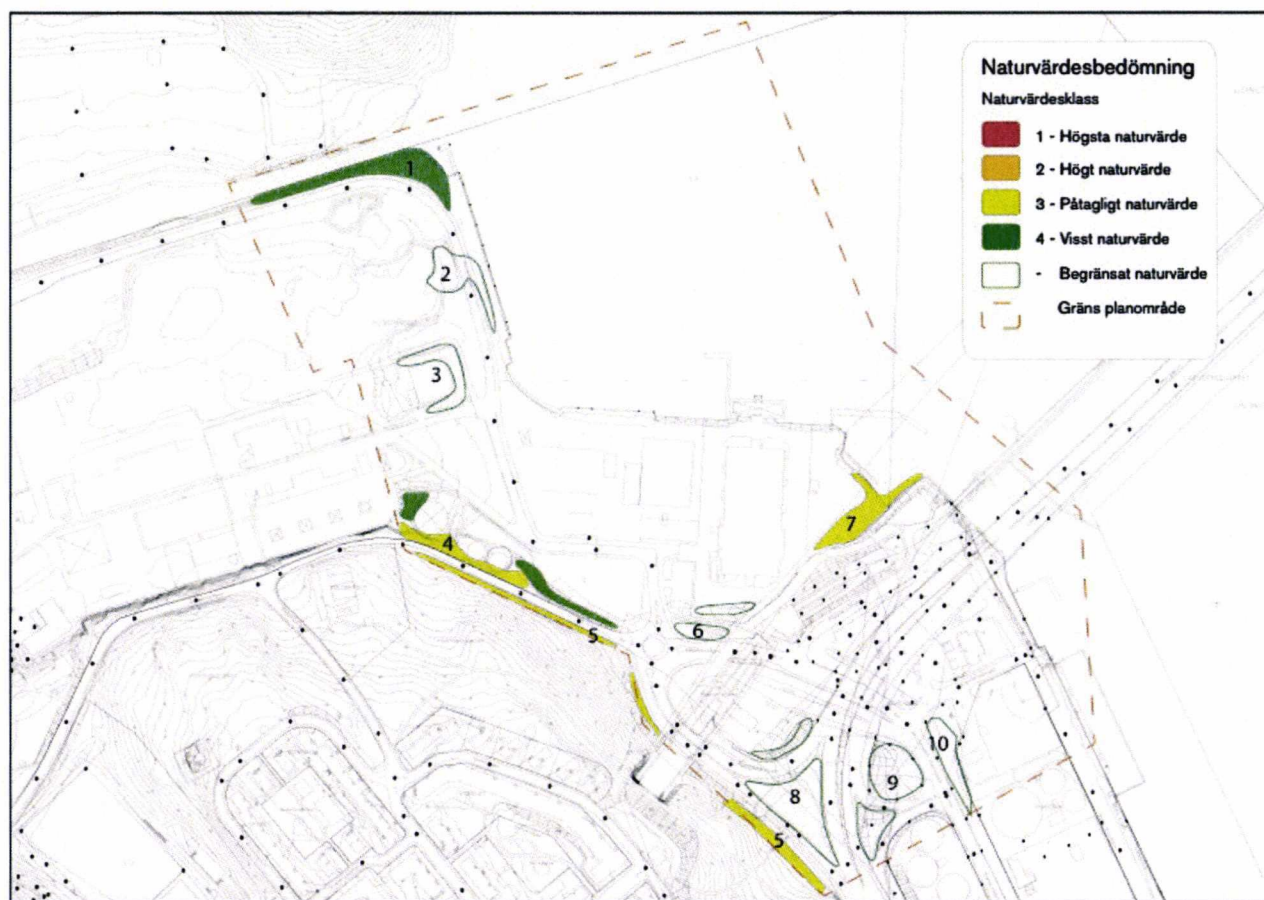 Naturvärdesbedömning
Naturvärdesklass
1 - Högsta naturvärde
2 - Högt naturvärde
3 - Påtagligt naturvärde
4 - Visst naturvärde
- Begränsat naturvärde
Gräns planområde
1
2
3
4
5
7
6
10
9
8
5